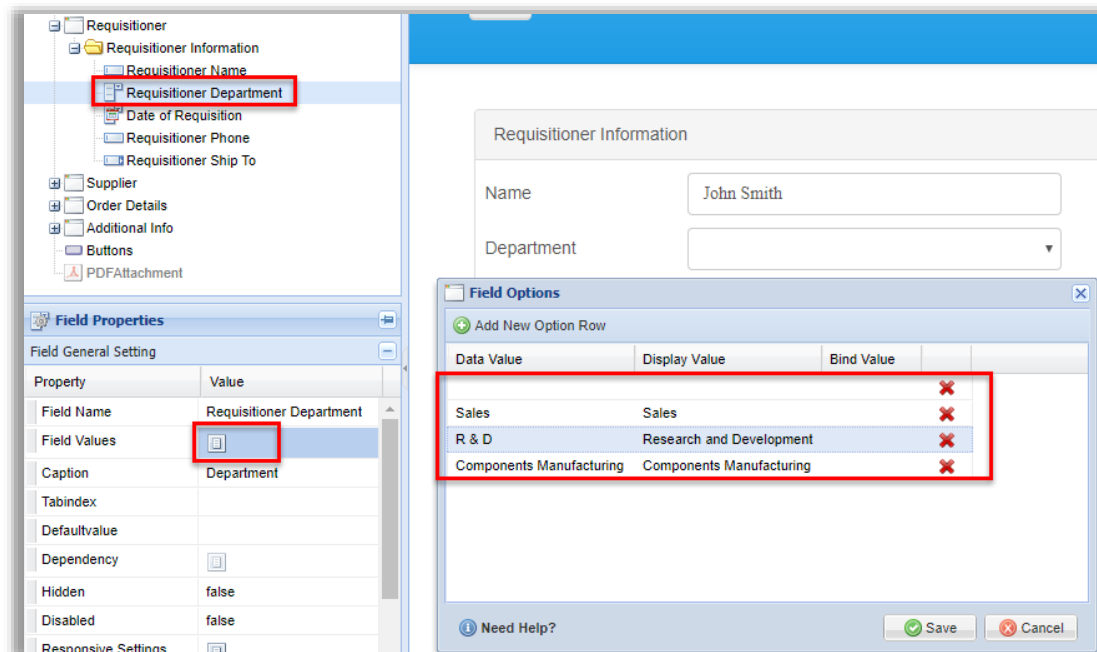 Requisitioner
Requisitioner Information
Requisitioner Name
Requisitioner Department
Date of Requisition
Requisitioner Phone
Requisitioner Ship To
Supplier
Order Details
Additional Info
Buttons
PDFAttachment
Field Properties
Field General Setting
Property Value
Field Name Requisitioner Department
Field Values
Caption Department
Tabindex
Defaultvalue
Dependency
Hidden false
Disabled false
Responsive Settings
Requisitioner Information
Name John Smith
Department
Field Options
Add New Option Row
Data Value Display Value Bind Value
Sales Sales
R & D Research and Development
Components Manufacturing Components Manufacturing
Need Help? Save Cancel